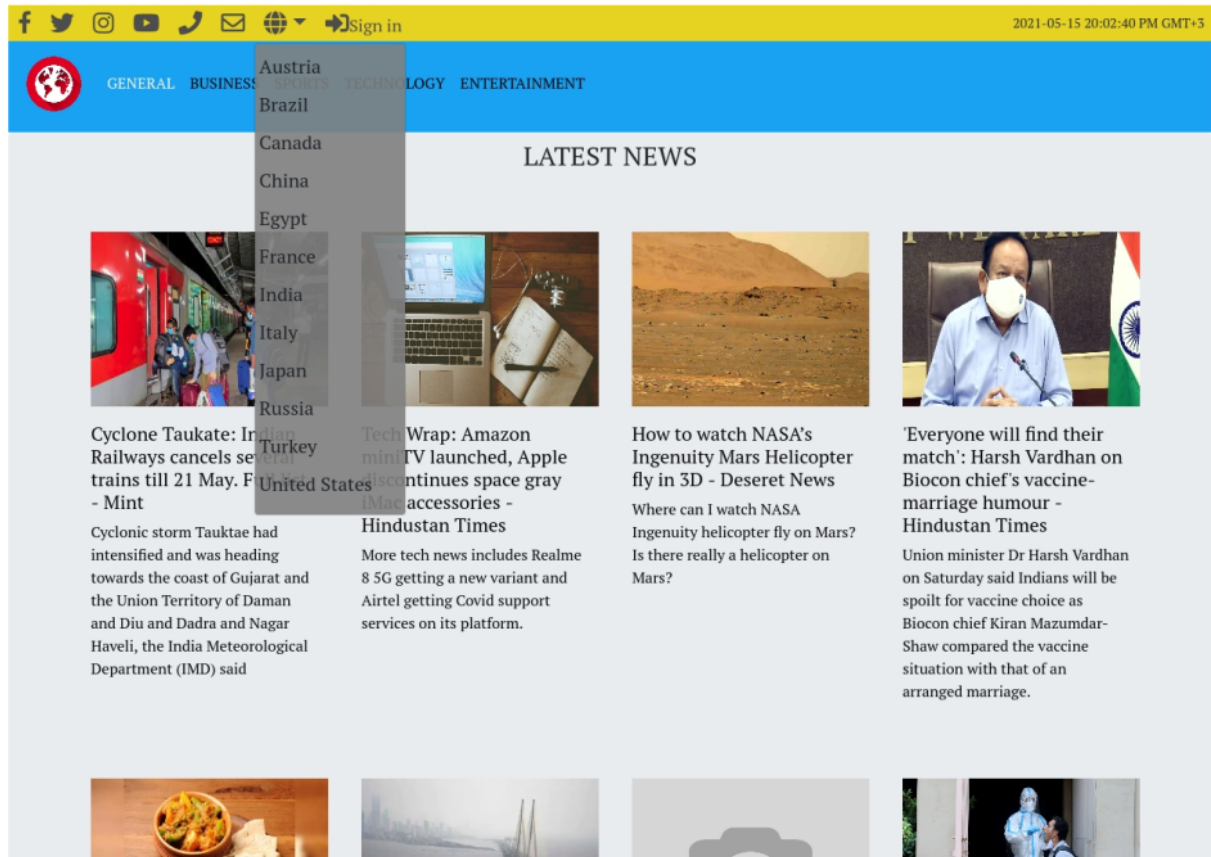 Sign in
2021-05-15 20:02:40 PM GMT+3
GENERAL BUSINESS SPORTS TECHNOLOGY ENTERTAINMENT
Austria
Brazil
Canada
China
Egypt
France
India
Italy
Japan
Russia
Turkey
United States
LATEST NEWS
Cyclone Taukate: Indian
Railways cancels several
trains till 21 May. Full list
- Mint
Cyclonic storm Tauktae had
intensified and was heading
towards the coast of Gujarat and
the Union Territory of Daman
and Diu and Dadra and Nagar
Haveli, the India Meteorological
Department (IMD) said
Tech Wrap: Amazon
miniTV launched, Apple
discontinues space gray
iMac accessories -
Hindustan Times
More tech news includes Realme
8 5G getting a new variant and
Airtel getting Covid support
services on its platform.
How to watch NASA’s
Ingenuity Mars Helicopter
fly in 3D - Deseret News
Where can I watch NASA
Ingenuity helicopter fly on Mars?
Is there really a helicopter on
Mars?
'Everyone will find their
match': Harsh Vardhan on
Biocon chief's vaccine-
marriage humour -
Hindustan Times
Union minister Dr Harsh Vardhan
on Saturday said Indians will be
spoilt for vaccine choice as
Biocon chief Kiran Mazumdar-
Shaw compared the vaccine
situation with that of an
arranged marriage.